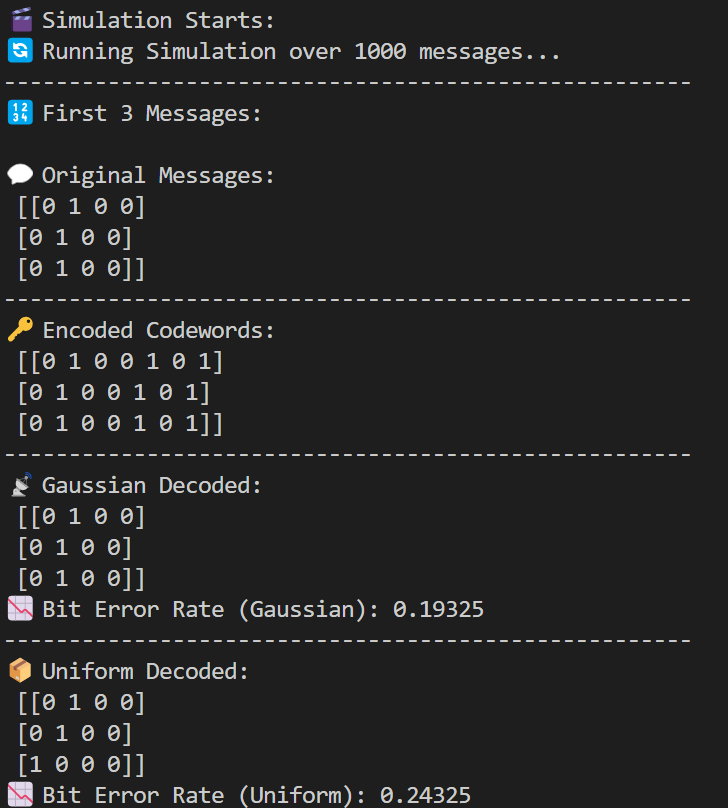 🎬 Simulation Starts:
🔄 Running Simulation over 1000 messages...
-----------------------------------------------------
🔢 First 3 Messages:

💬 Original Messages:
 [[0 1 0 0]
 [0 1 0 0]
 [0 1 0 0]]
-----------------------------------------------------
🔑 Encoded Codewords:
 [[0 1 0 0 1 0 1]
 [0 1 0 0 1 0 1]
 [0 1 0 0 1 0 1]]
-----------------------------------------------------
📡 Gaussian Decoded:
 [[0 1 0 0]
 [0 1 0 0]
 [0 1 0 0]]
📉 Bit Error Rate (Gaussian): 0.19325
-----------------------------------------------------
📦 Uniform Decoded:
 [[0 1 0 0]
 [0 1 0 0]
 [1 0 0 0]]
📉 Bit Error Rate (Uniform): 0.24325